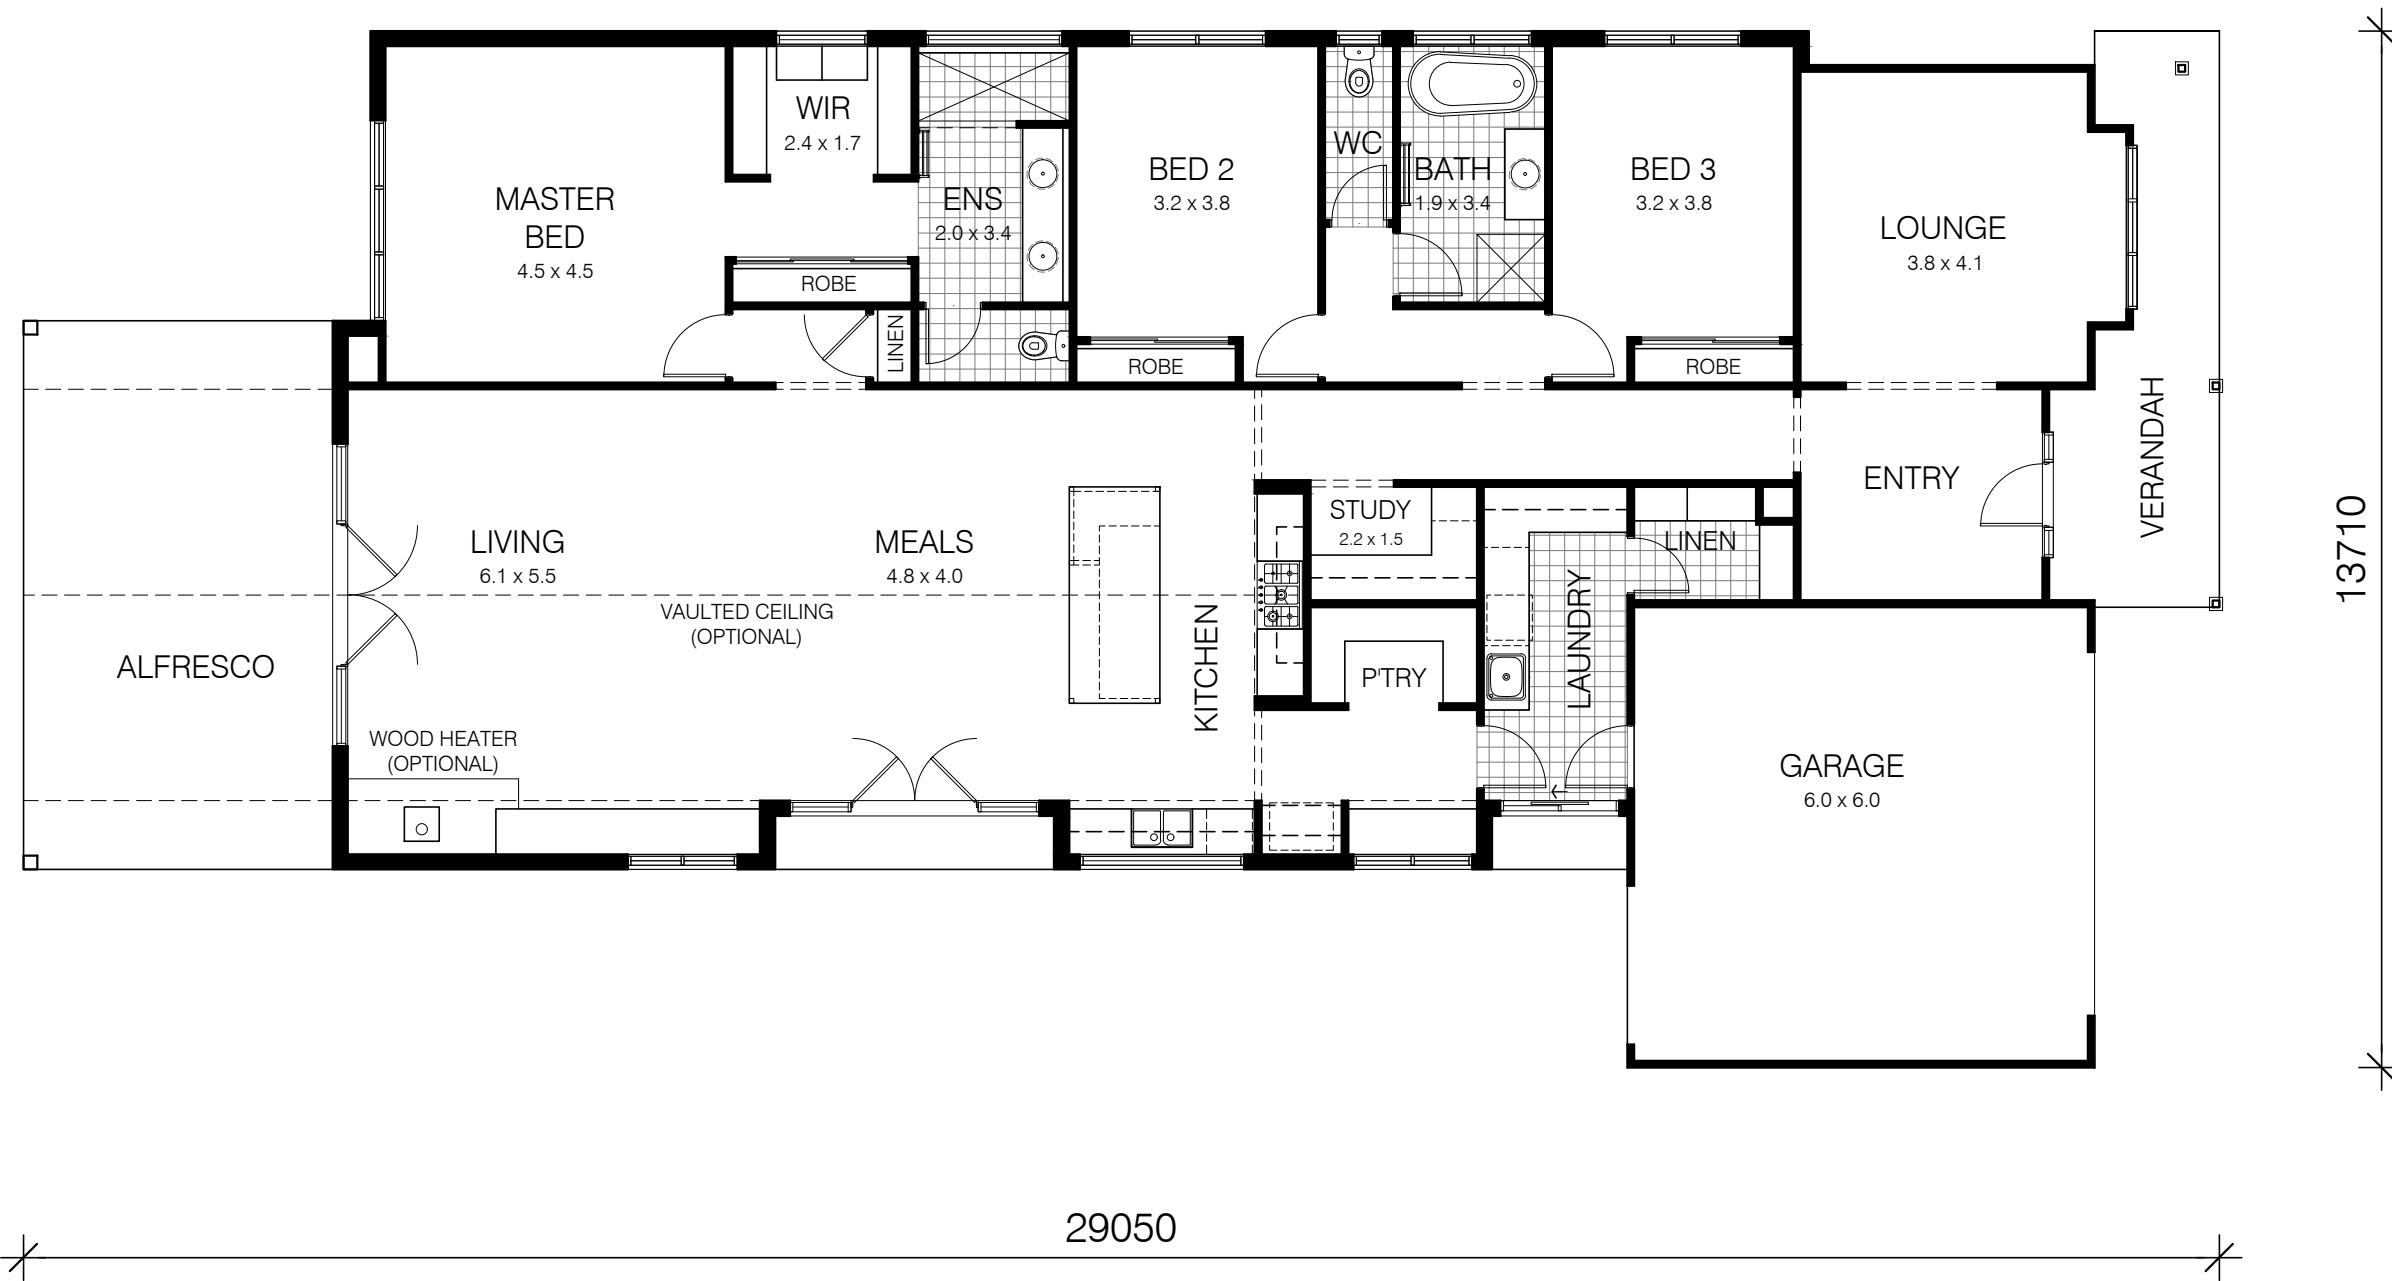 WIR
2.4 x 1.7
MASTER
BED
4.5 x 4.5
ENS
2.0 x 3.4
ROBE
LINEN
BED 2
3.2 x 3.8
ROBE
WC
BATH
1.9 x 3.4
BED 3
3.2 x 3.8
ROBE
LOUNGE
3.8 x 4.1
VERANDAH
ENTRY
ALFRESCO
LIVING
6.1 x 5.5
MEALS
4.8 x 4.0
VAULTED CEILING
(OPTIONAL)
WOOD HEATER
(OPTIONAL)
KITCHEN
STUDY
2.2 x 1.5
P'TRY
LAUNDRY
LINEN
GARAGE
6.0 x 6.0
13710
29050